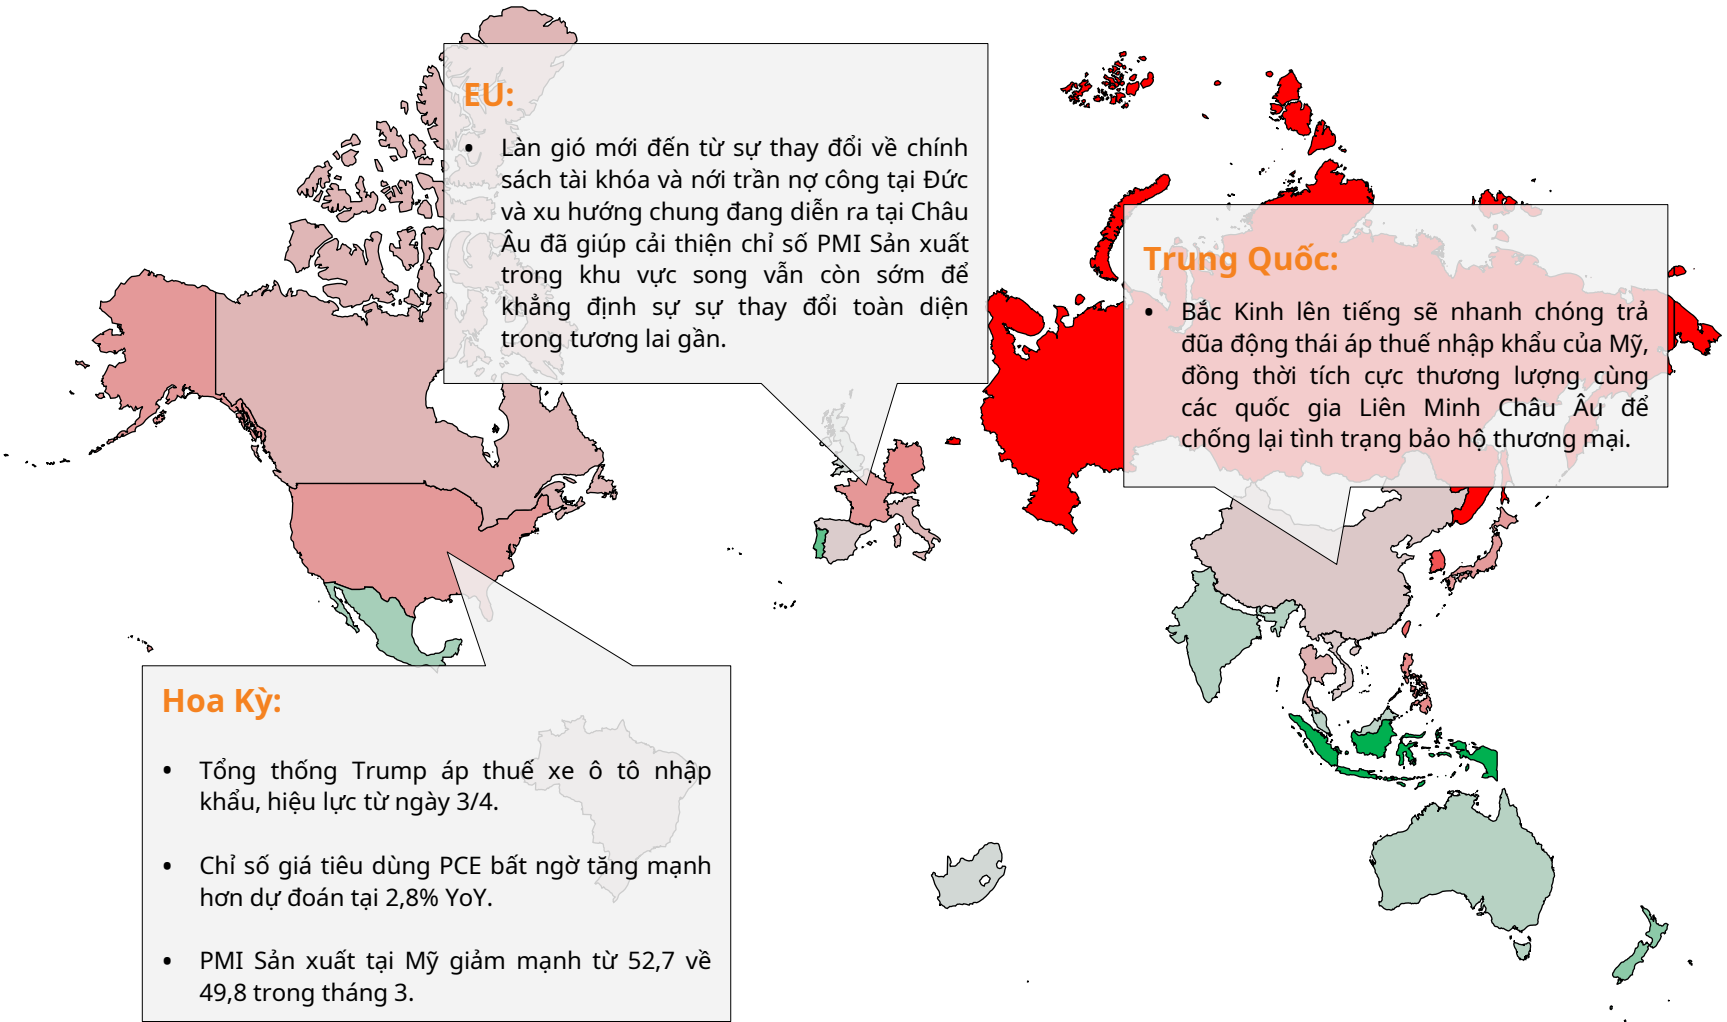 EU:
• Làn gió mới đến từ sự thay đổi về chính
sách tài khóa và nới trần nợ công tại Đức
và xu hướng chung đang diễn ra tại Châu
Âu đã giúp cải thiện chỉ số PMI Sản xuất
trong khu vực song vẫn còn sớm để
khẳng định sự sự thay đổi toàn diện
trong tương lai gần.
Trung Quốc:
• Bắc Kinh lên tiếng sẽ nhanh chóng trả
đũa động thái áp thuế nhập khẩu của Mỹ,
đồng thời tích cực thương lượng cùng
các quốc gia Liên Minh Châu Âu để
chống lại tình trạng bảo hộ thương mại.
Hoa Kỳ:
• Tổng thống Trump áp thuế xe ô tô nhập
khẩu, hiệu lực từ ngày 3/4.
• Chỉ số giá tiêu dùng PCE bất ngờ tăng mạnh
hơn dự đoán tại 2,8% YoY.
• PMI Sản xuất tại Mỹ giảm mạnh từ 52,7 về
49,8 trong tháng 3.